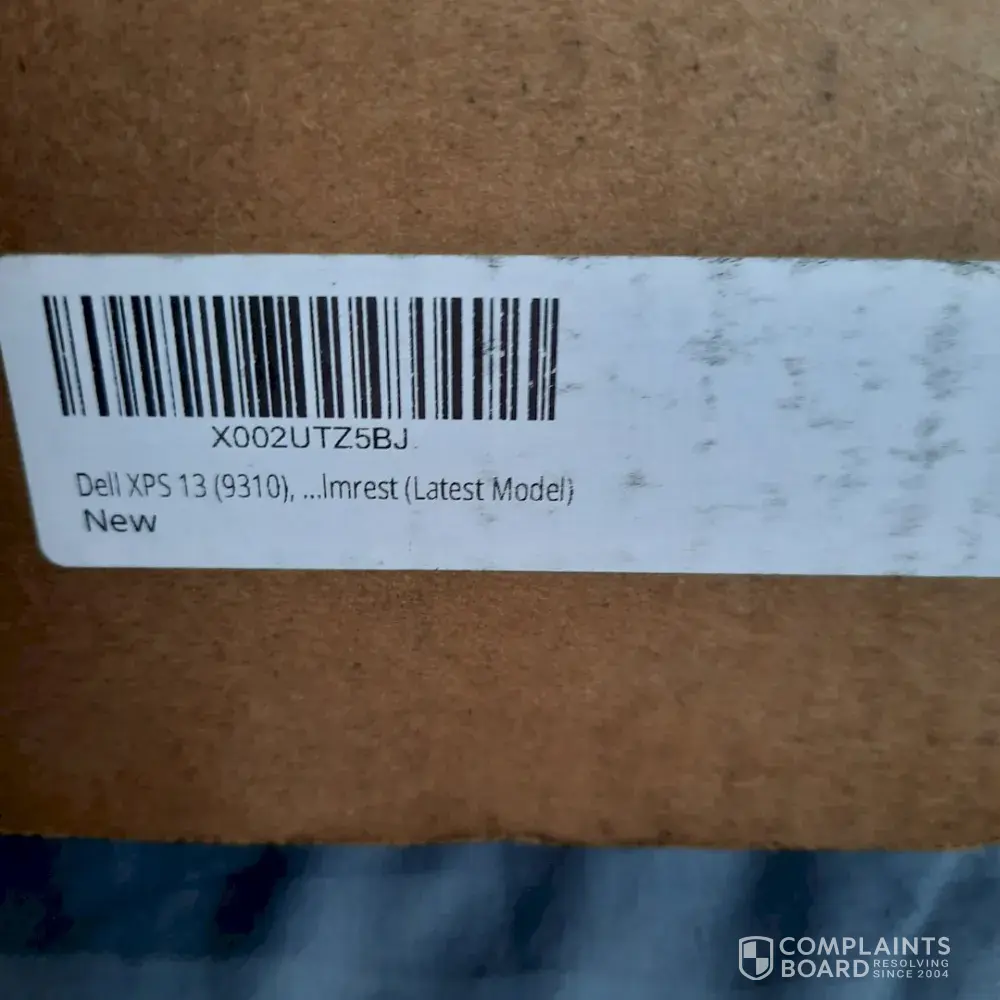 X002UTZ5BJ
Dell XPS 13 (9310), ...lmrest (Latest Model)
New
COMPLAINTS
BOARD RESOLVING
SINCE 2004